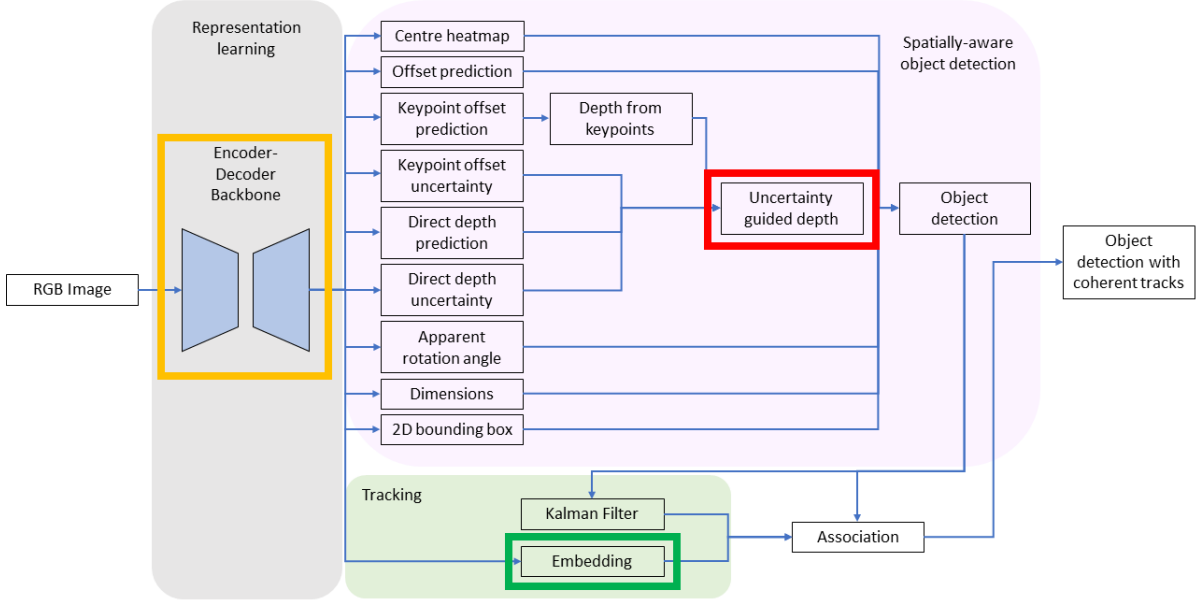 Representation
learning
Encoder-
Decoder
Backbone
RGB Image
Spatially-aware
object detection
Centre heatmap
Offset prediction
Keypoint offset
prediction
Depth from
keypoints
Keypoint offset
uncertainty
Direct depth
prediction
Direct depth
uncertainty
Apparent
rotation angle
Dimensions
2D bounding box
Uncertainty
guided depth
Object
detection
Object
detection with
coherent tracks
Tracking
Kalman Filter
Embedding
Association